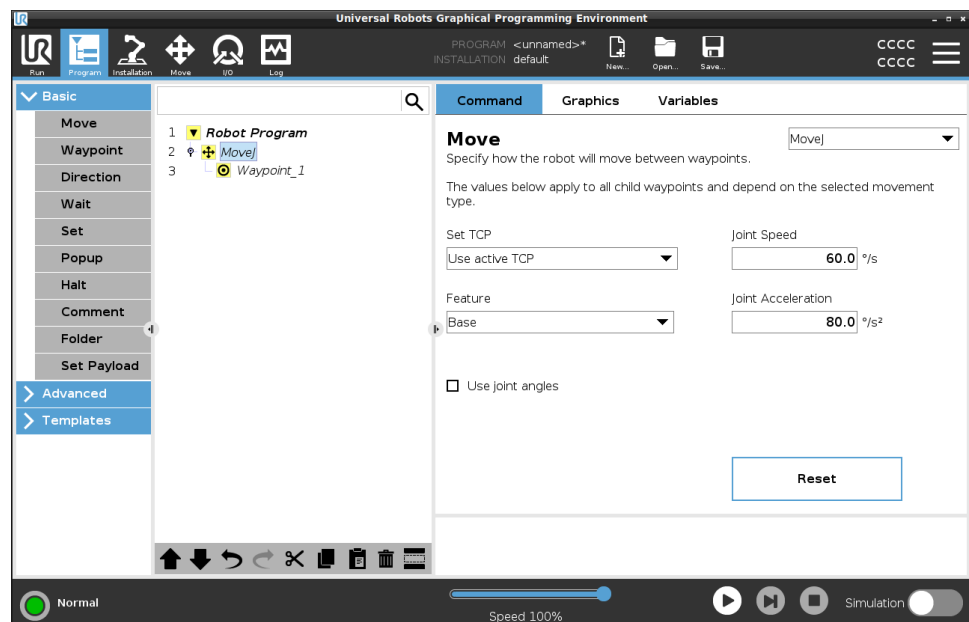 UR
Universal Robots Graphical Programming Environment
UR
Run
Program
Installation
Move
I/O
Log
PROGRAM <unnamed>*
INSTALLATION default
New...
Open...
Save...
CCCC
CCCC
Basic
Move
Waypoint
Direction
Wait
Set
Popup
Halt
Comment
Folder
Set Payload
Advanced
Templates
1 Robot Program
2 MoveJ
3 Waypoint_1
Command Graphics Variables
Move
MoveJ
Specify how the robot will move between waypoints.
The values below apply to all child waypoints and depend on the selected movement
type.
Set TCP
Use active TCP
Joint Speed
60.0 °/s
Feature
Base
Joint Acceleration
80.0 °/s²
Use joint angles
Reset
Normal
Speed 100%
Simulation